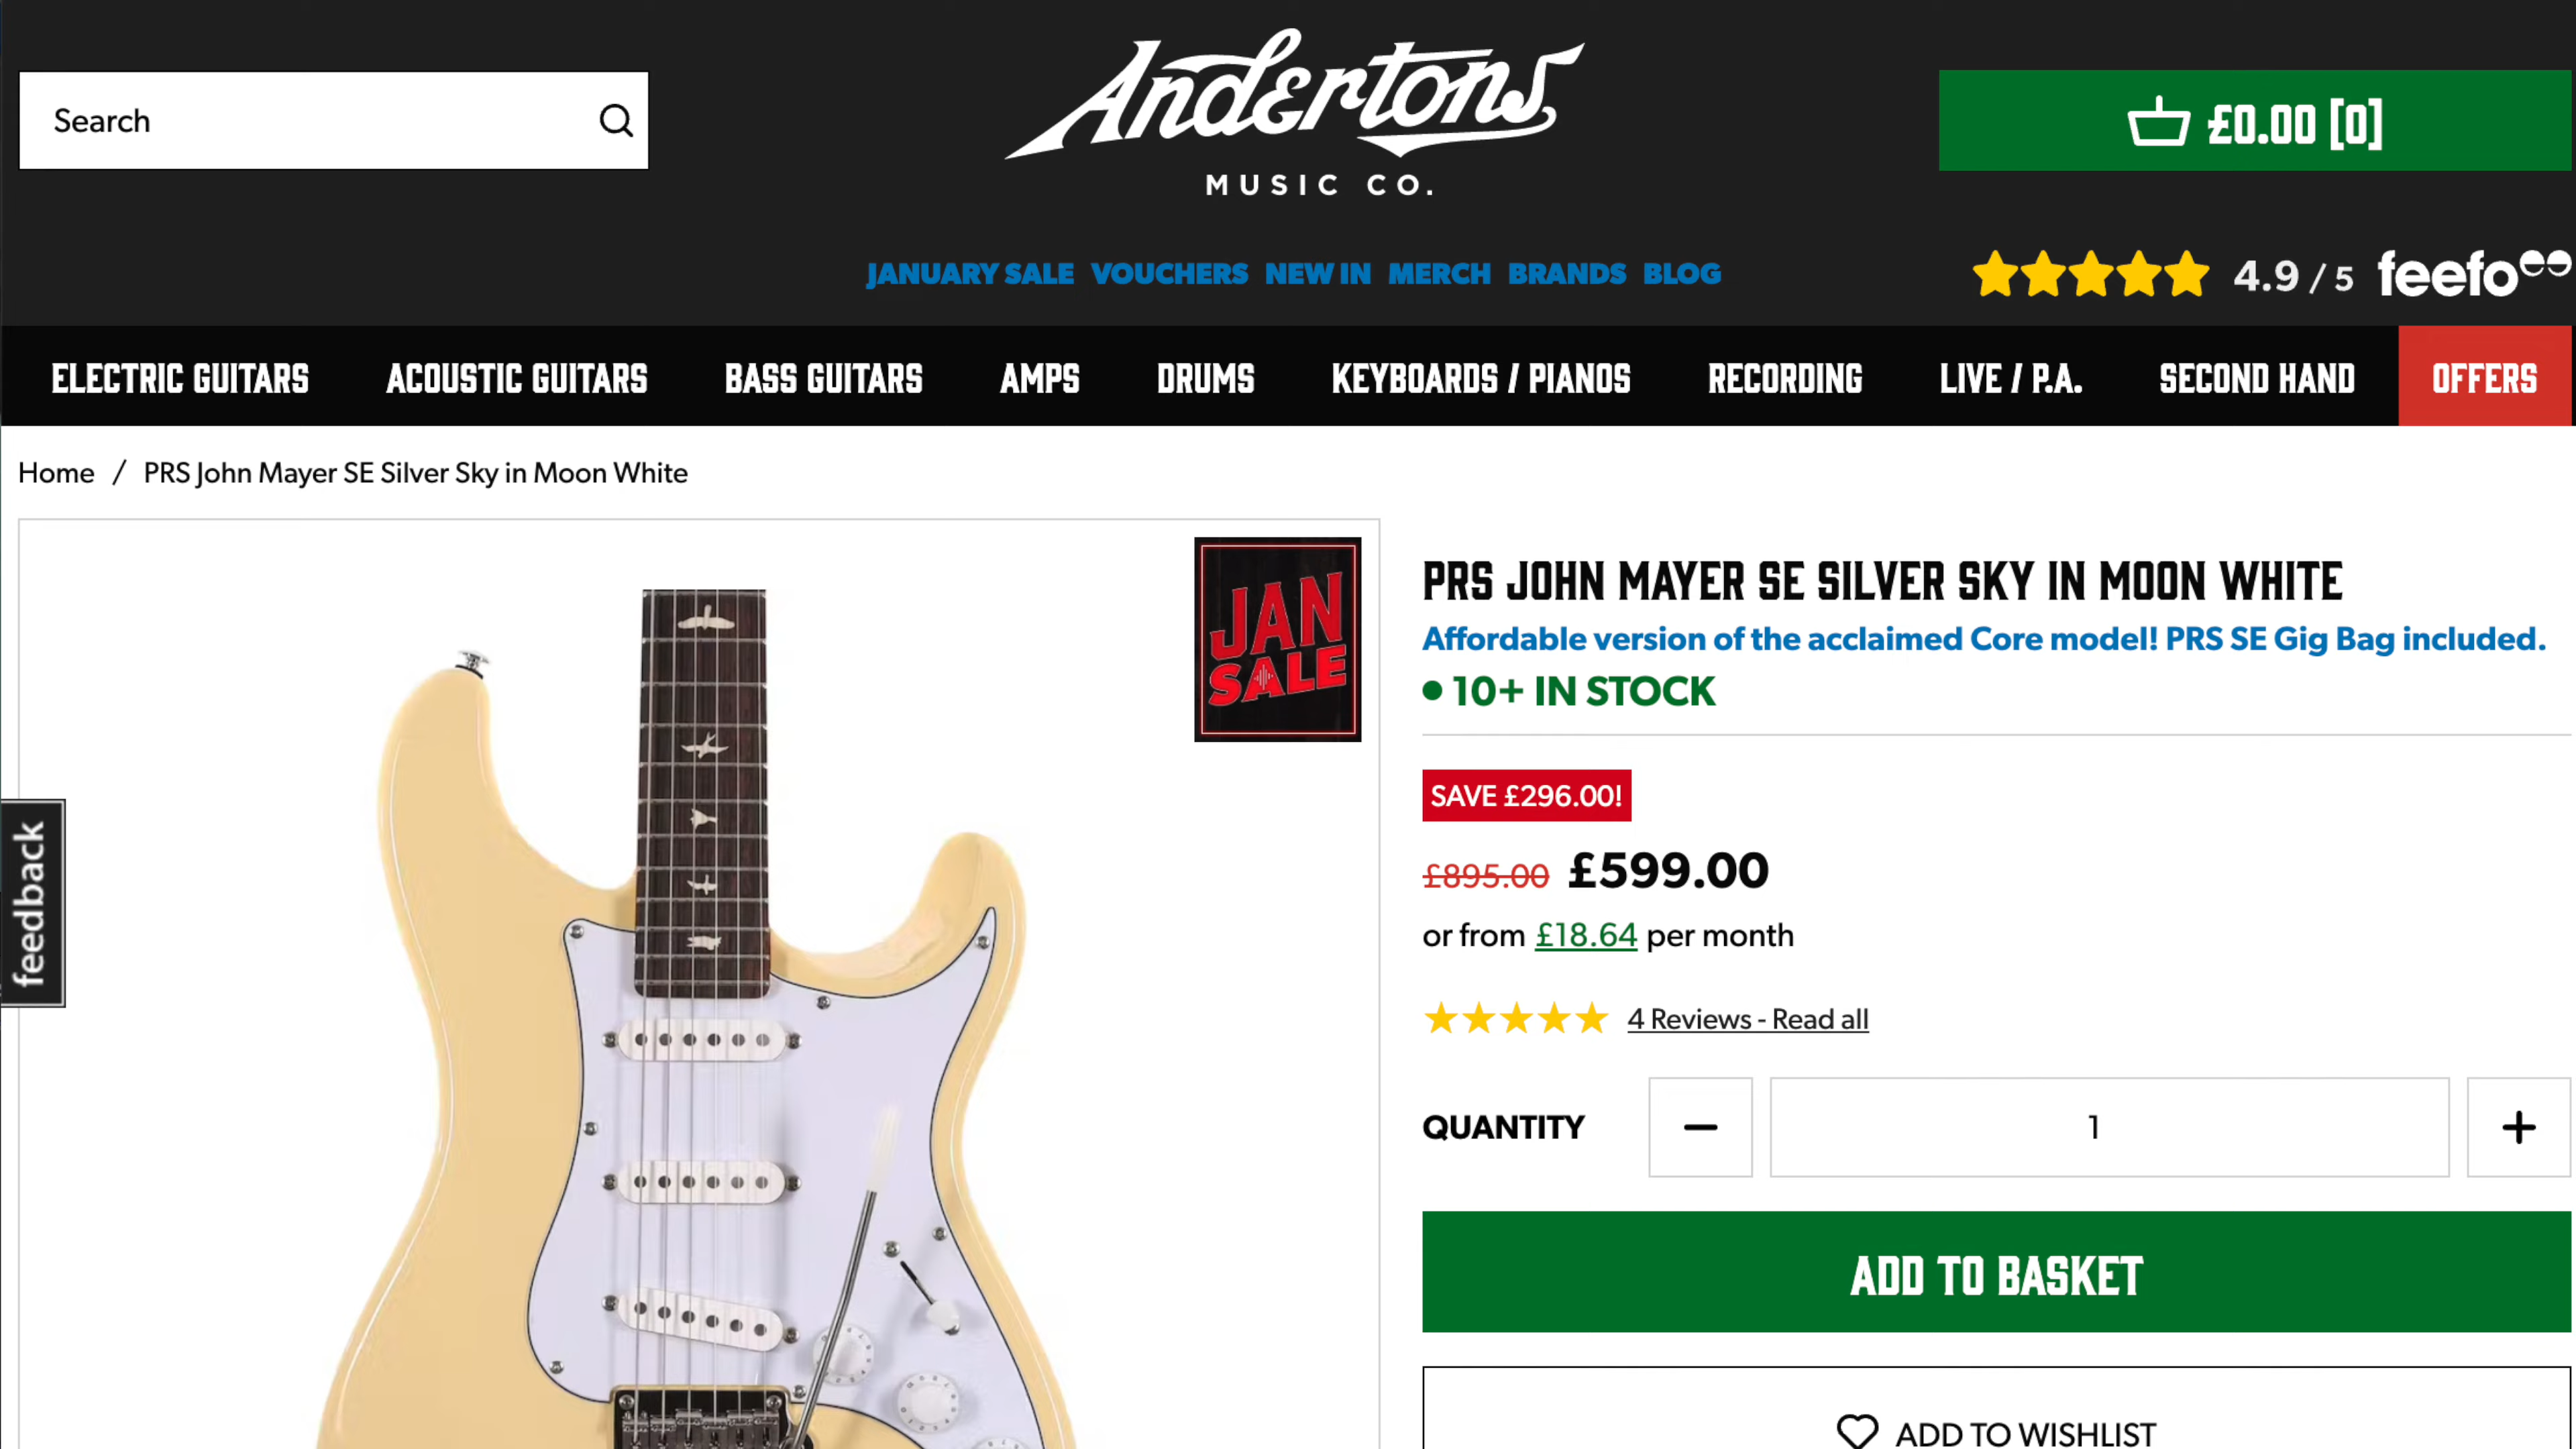 Search
Andertons
MUSIC CO.
£0.00 [0]
JANUARY SALE VOUCHERS NEW IN MERCH BRANDS BLOG
4.9 / 5 feefo
ELECTRIC GUITARS ACOUSTIC GUITARS BASS GUITARS AMPS DRUMS KEYBOARDS / PIANOS RECORDING LIVE / P.A. SECOND HAND OFFERS
Home / PRS John Mayer SE Silver Sky in Moon White
JAN
SALE
feedback
PRS JOHN MAYER SE SILVER SKY IN MOON WHITE
Affordable version of the acclaimed Core model! PRS SE Gig Bag included.
10+ IN STOCK
SAVE £296.00!
£895.00 £599.00
or from £18.64 per month
4 Reviews - Read all
QUANTITY − 1 +
ADD TO BASKET
ADD TO WISHLIST